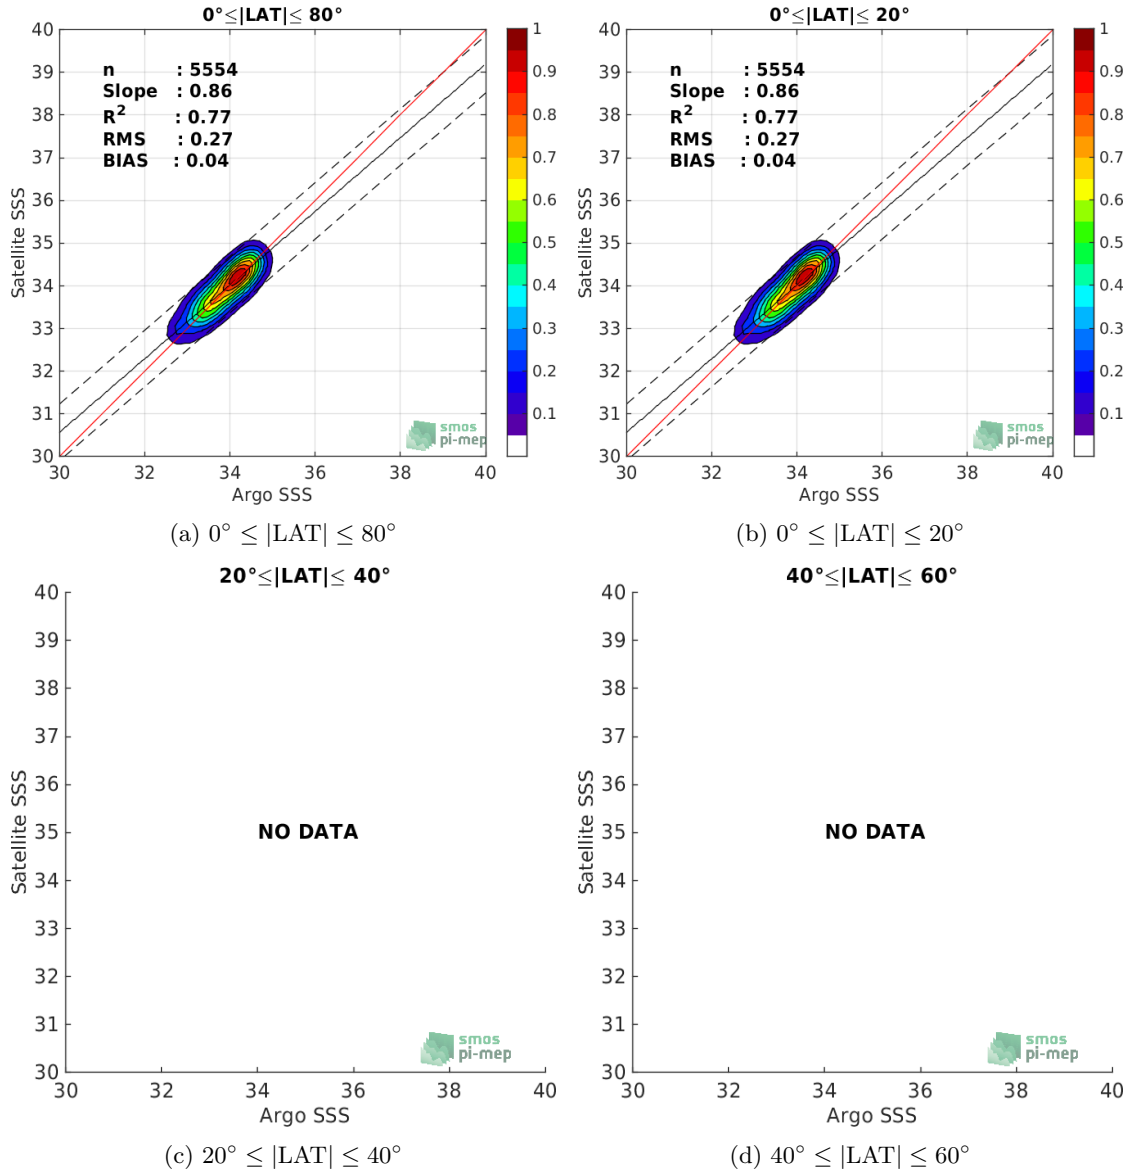 0°≤|LAT|≤ 80°
n : 5554
Slope : 0.86
R² : 0.77
RMS : 0.27
BIAS : 0.04
40
39
38
37
36
35
34
33
32
31
30
Satellite SSS
30 32 34 36 38 40
Argo SSS
1
0.9
0.8
0.7
0.6
0.5
0.4
0.3
0.2
0.1
smos
pi-mep
(a) 0° ≤ |LAT| ≤ 80°
0°≤|LAT|≤ 20°
n : 5554
Slope : 0.86
R² : 0.77
RMS : 0.27
BIAS : 0.04
40
39
38
37
36
35
34
33
32
31
30
Satellite SSS
30 32 34 36 38 40
Argo SSS
1
0.9
0.8
0.7
0.6
0.5
0.4
0.3
0.2
0.1
smos
pi-mep
(b) 0° ≤ |LAT| ≤ 20°
20°≤|LAT|≤ 40°
40
39
38
37
36
35
34
33
32
31
30
Satellite SSS
NO DATA
30 32 34 36 38 40
Argo SSS
smos
pi-mep
(c) 20° ≤ |LAT| ≤ 40°
40°≤|LAT|≤ 60°
40
39
38
37
36
35
34
33
32
31
30
Satellite SSS
NO DATA
30 32 34 36 38 40
Argo SSS
smos
pi-mep
(d) 40° ≤ |LAT| ≤ 60°